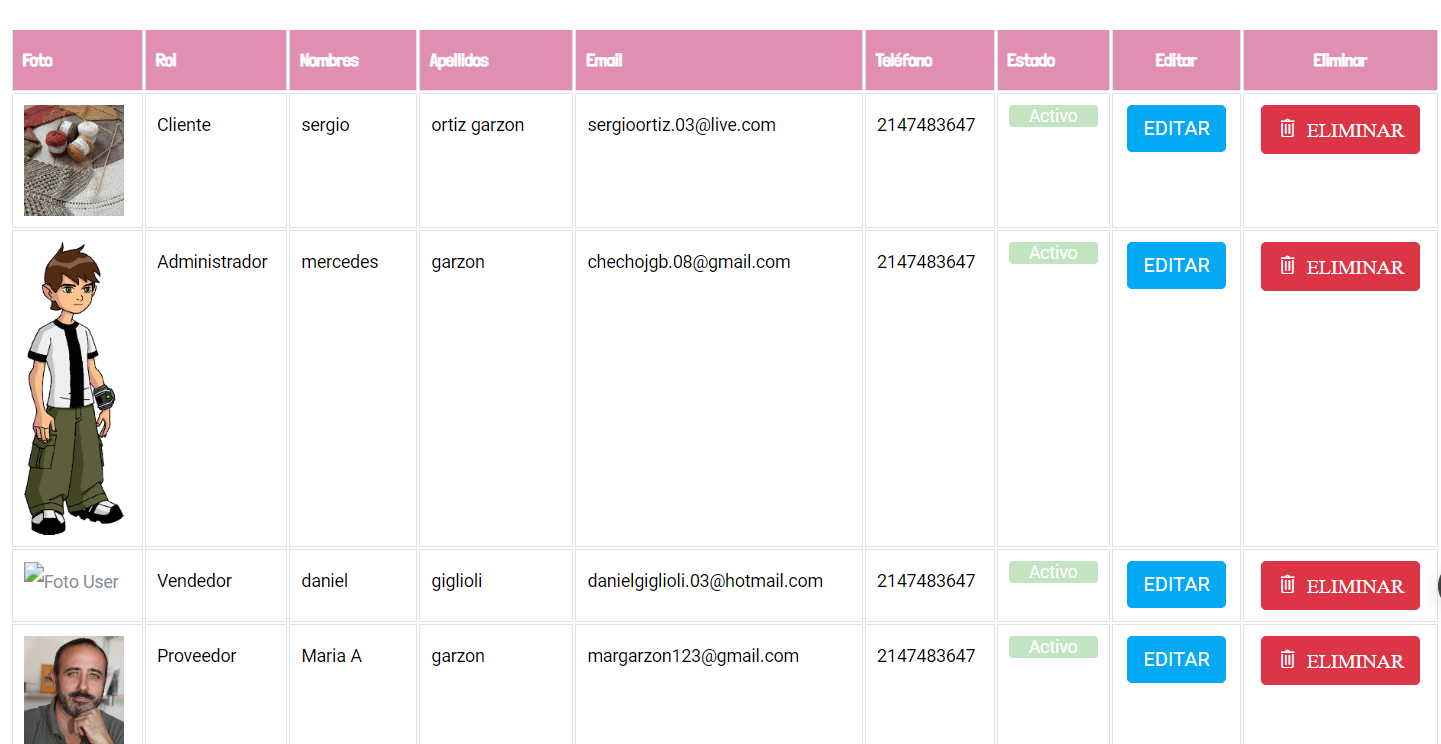 Foto Rol Nombres Apellidos Email Teléfono Estado Editar Eliminar
Cliente sergio ortiz garzon sergioortiz.03@live.com 2147483647 Activo EDITAR ELIMINAR
Administrador mercedes garzon chechojgb.08@gmail.com 2147483647 Activo EDITAR ELIMINAR
Foto User Vendedor daniel giglioli danielgiglioli.03@hotmail.com 2147483647 Activo EDITAR ELIMINAR
Proveedor Maria A garzon margarzon123@gmail.com 2147483647 Activo EDITAR ELIMINAR